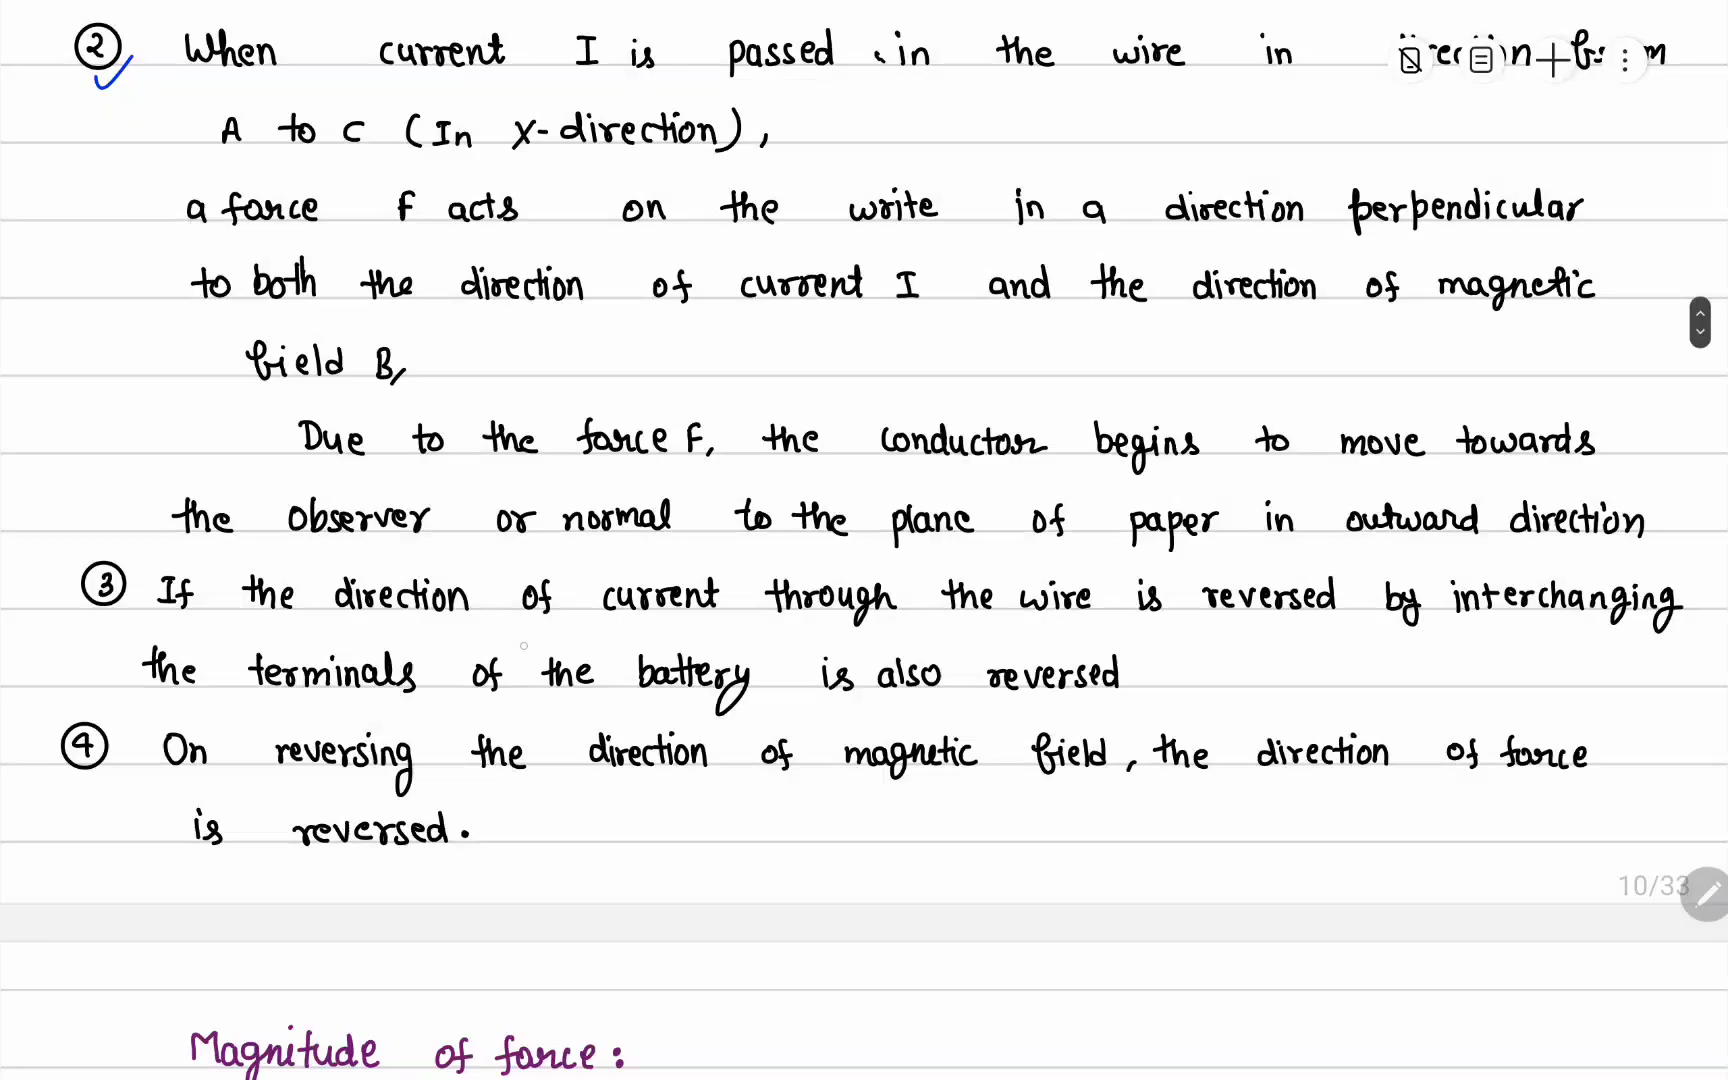 ② When current I is passed in the wire in
A to C (In X-direction),
a force F acts on the write in a direction perpendicular
to both the direction of current I and the direction of magnetic
field B,
Due to the force F, the conductor begins to move towards
the observer or normal to the plane of paper in outward direction
③ If the direction of current through the wire is reversed by interchanging
the terminals of the battery is also reversed
④ On reversing the direction of magnetic field, the direction of force
is reversed.
10/33
Magnitude of force: